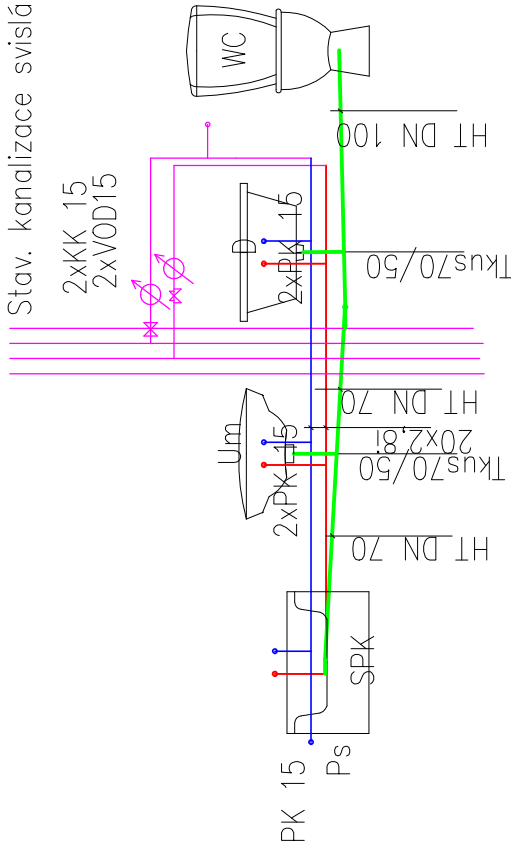 Stav. kanalizace svislá
2xKK 15
2xVOD15
WC
HT DN 100
D
2xPK 15
Tkus70/50
Um
2xPK 15
HT DN 70
20x2,8i
Tkus70/50
HT DN 70
SPK
PK 15
Ps